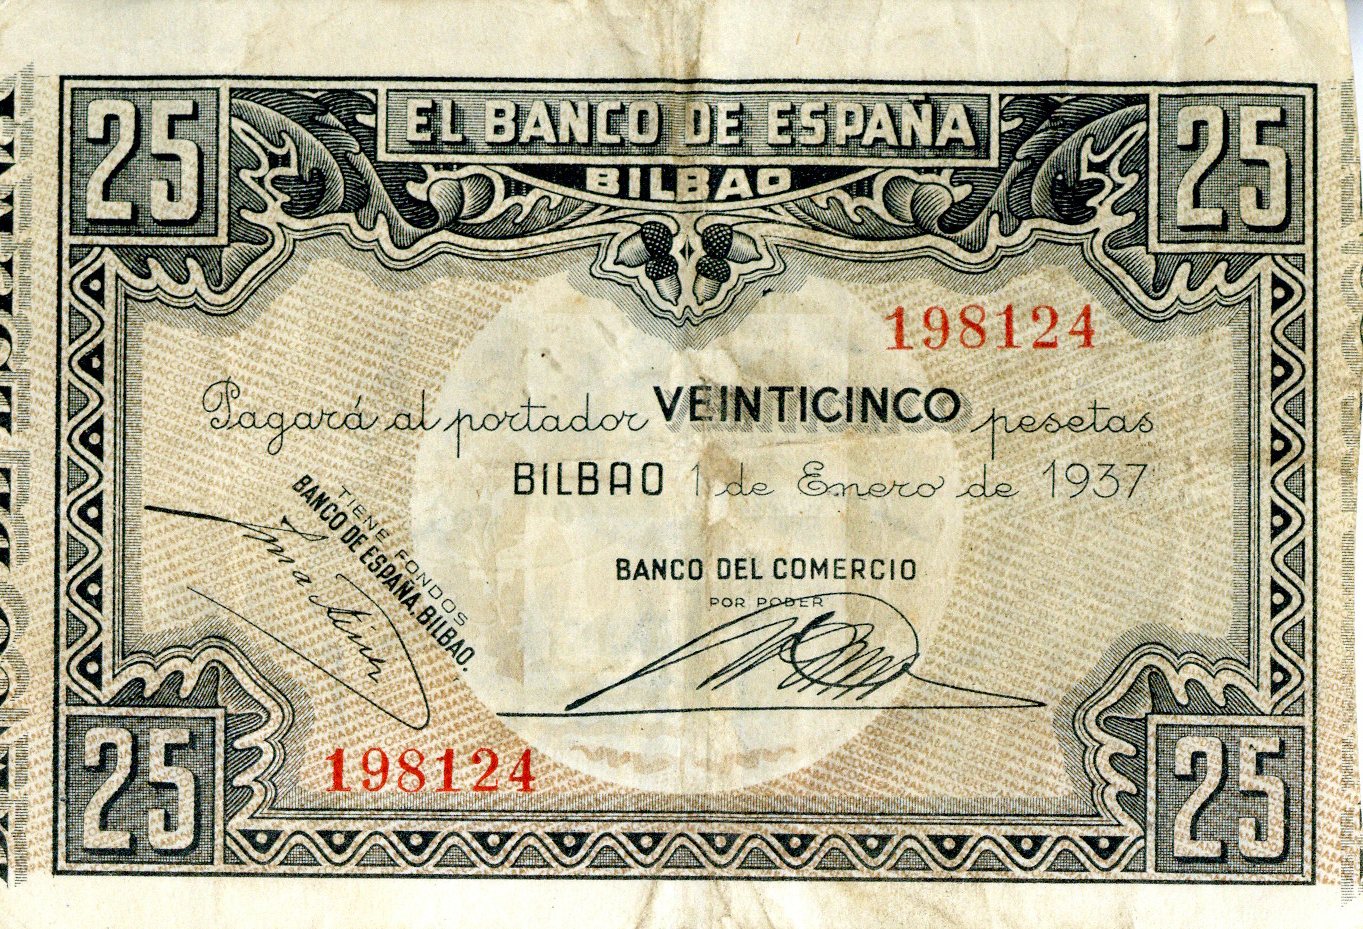 25
EL BANCO DE ESPAÑA
25
BILBAO
198124
Pagará al portador VEINTICINCO pesetas
BILBAO 1 de Enero de 1937
TIENE FONDOS
BANCO DE ESPAÑA. BILBAO.
BANCO DEL COMERCIO
POR PODER
198124
25
25